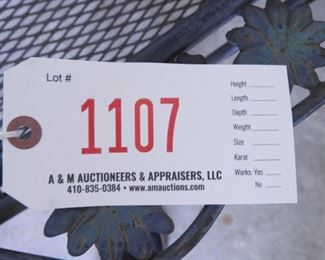 Lot #
1107
A & M AUCTIONEERS & APPRAISERS, LLC
410-835-0384 • www.amauctions.com
Height
Length
Depth
Weight
Size
Karat
Works: Yes
No